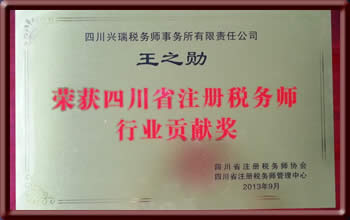 四川兴瑞税务师事务所有限责任公司
王之勋
荣获四川省注册税务师
行业贡献奖
四川省注册税务师协会
四川省注册税务师管理中心
2013年9月